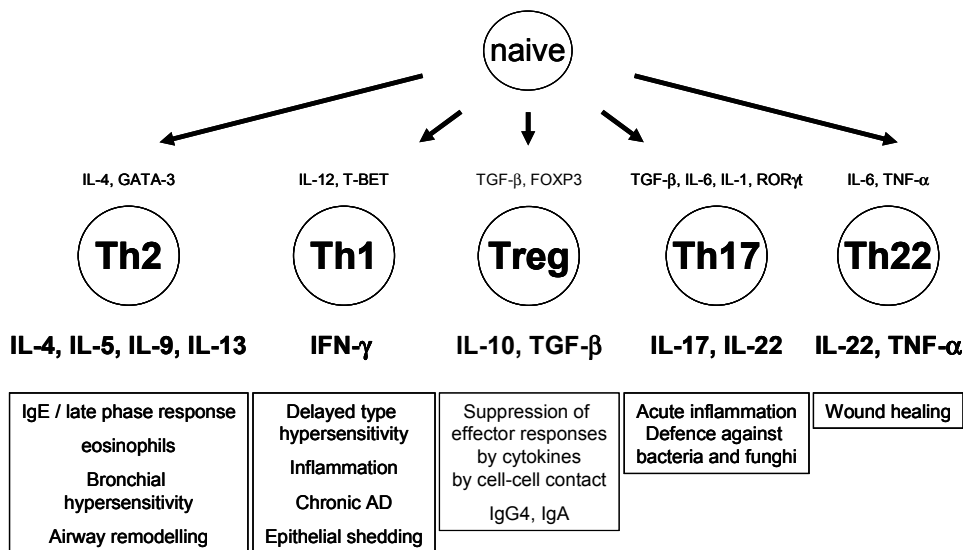 naive
IL-4, GATA-3
IL-12, T-BET
TGF-β, FOXP3
TGF-β, IL-6, IL-1, RORγt
IL-6, TNF-α
Th2
Th1
Treg
Th17
Th22
IL-4, IL-5, IL-9, IL-13
IFN-γ
IL-10, TGF-β
IL-17, IL-22
IL-22, TNF-α
IgE / late phase response
eosinophils
Bronchial
hypersensitivity
Airway remodelling
Delayed type
hypersensitivity
Inflammation
Chronic AD
Epithelial shedding
Suppression of
effector responses
by cytokines
by cell-cell contact
IgG4, IgA
Acute inflammation
Defence against
bacteria and funghi
Wound healing